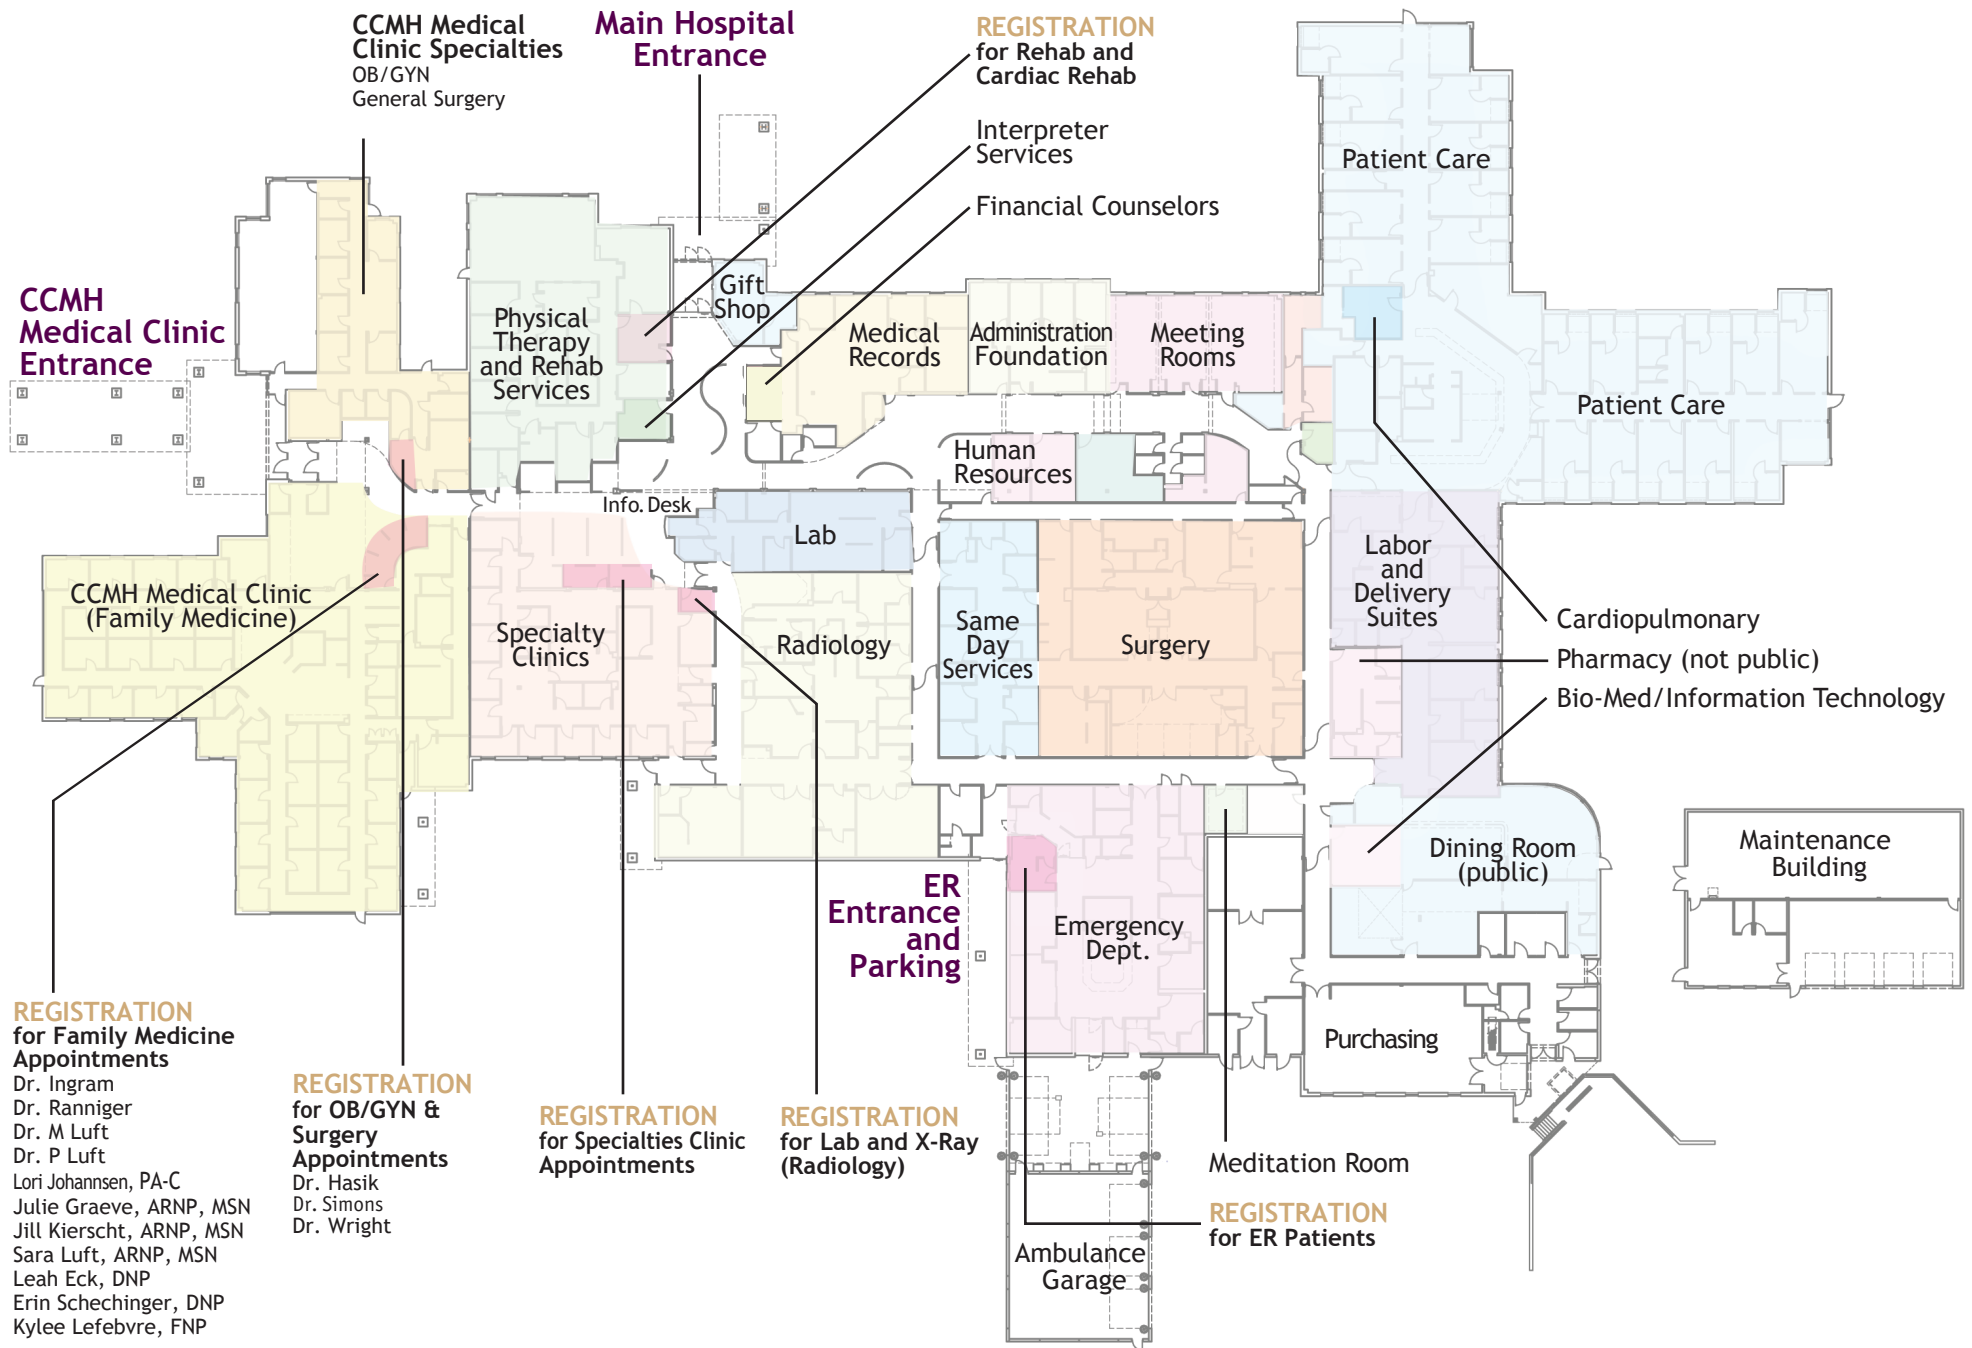 CCMH Medical
Clinic Specialties
OB/GYN
General Surgery
Main Hospital
Entrance
REGISTRATION
for Rehab and
Cardiac Rehab
Interpreter
Services
Financial Counselors
Patient Care
CCMH
Medical Clinic
Entrance
Physical
Therapy
and Rehab
Services
Gift
Shop
Medical
Records
Administration
Foundation
Meeting
Rooms
Patient Care
Human
Resources
Info. Desk
Lab
CCMH Medical Clinic
(Family Medicine)
Specialty
Clinics
Radiology
Same
Day
Services
Surgery
Labor
and
Delivery
Suites
Cardiopulmonary
Pharmacy (not public)
Bio-Med/Information Technology
Dining Room
(public)
Maintenance
Building
ER
Entrance
and
Parking
Emergency
Dept.
Purchasing
REGISTRATION
for Family Medicine
Appointments
Dr. Ingram
Dr. Ranniger
Dr. M Luft
Dr. P Luft
Lori Johannsen, PA-C
Julie Graeve, ARNP, MSN
Jill Kierscht, ARNP, MSN
Sara Luft, ARNP, MSN
Leah Eck, DNP
Erin Schechinger, DNP
Kylee Lefebvre, FNP
REGISTRATION
for OB/GYN &
Surgery
Appointments
Dr. Hasik
Dr. Simons
Dr. Wright
REGISTRATION
for Specialties Clinic
Appointments
REGISTRATION
for Lab and X-Ray
(Radiology)
Meditation Room
REGISTRATION
for ER Patients
Ambulance
Garage